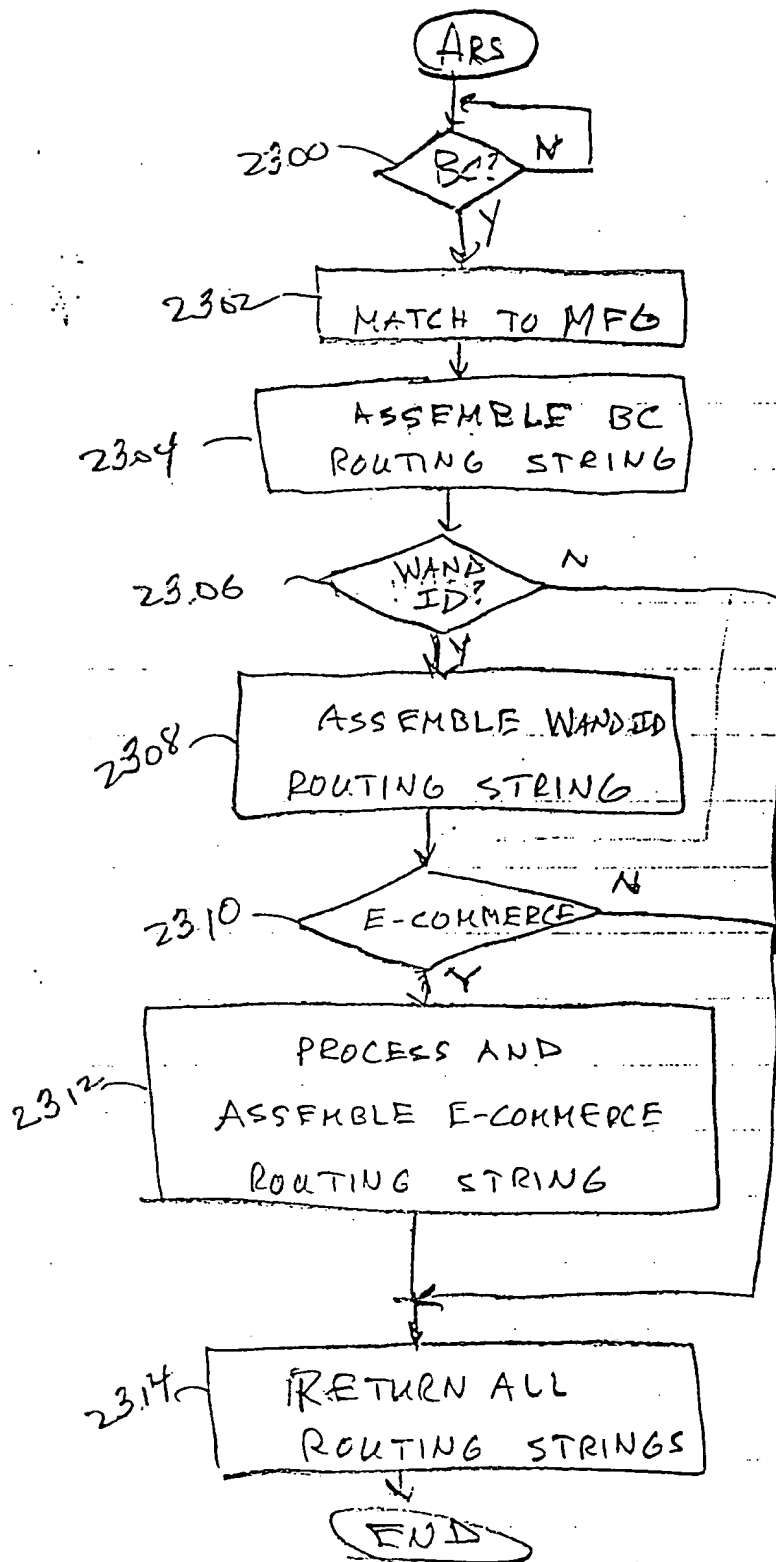 ARS
2300
BC?
N
Y
2302
MATCH TO MFG
2304
ASSEMBLE BC
ROUTING STRING
2306
WAND
ID?
N
Y
2308
ASSEMBLE WAND ID
ROUTING STRING
2310
E-COMMERCE
N
Y
2312
PROCESS AND
ASSEMBLE E-COMMERCE
ROUTING STRING
2314
RETURN ALL
ROUTING STRINGS
END